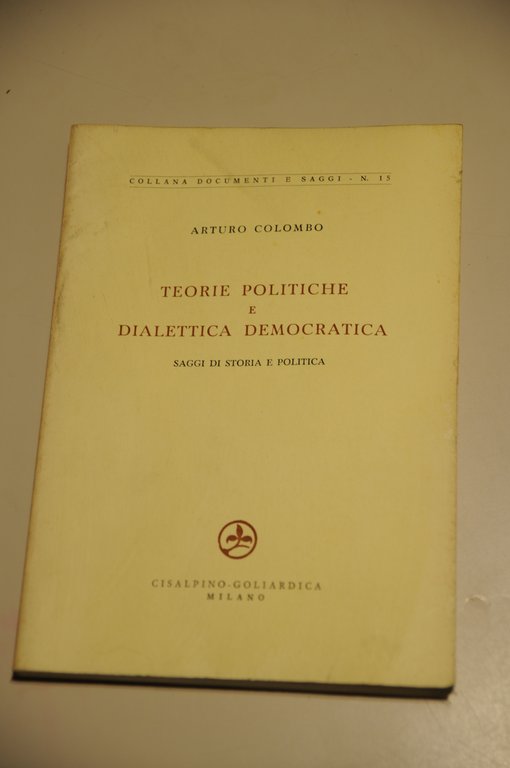 COLLANA DOCUMENTI E SAGGI - N. 15
ARTURO COLOMBO
TEORIE POLITICHE
E
DIALETTICA DEMOCRATICA
SAGGI DI STORIA E POLITICA
CISALPINO-GOLIARDICA
MILANO